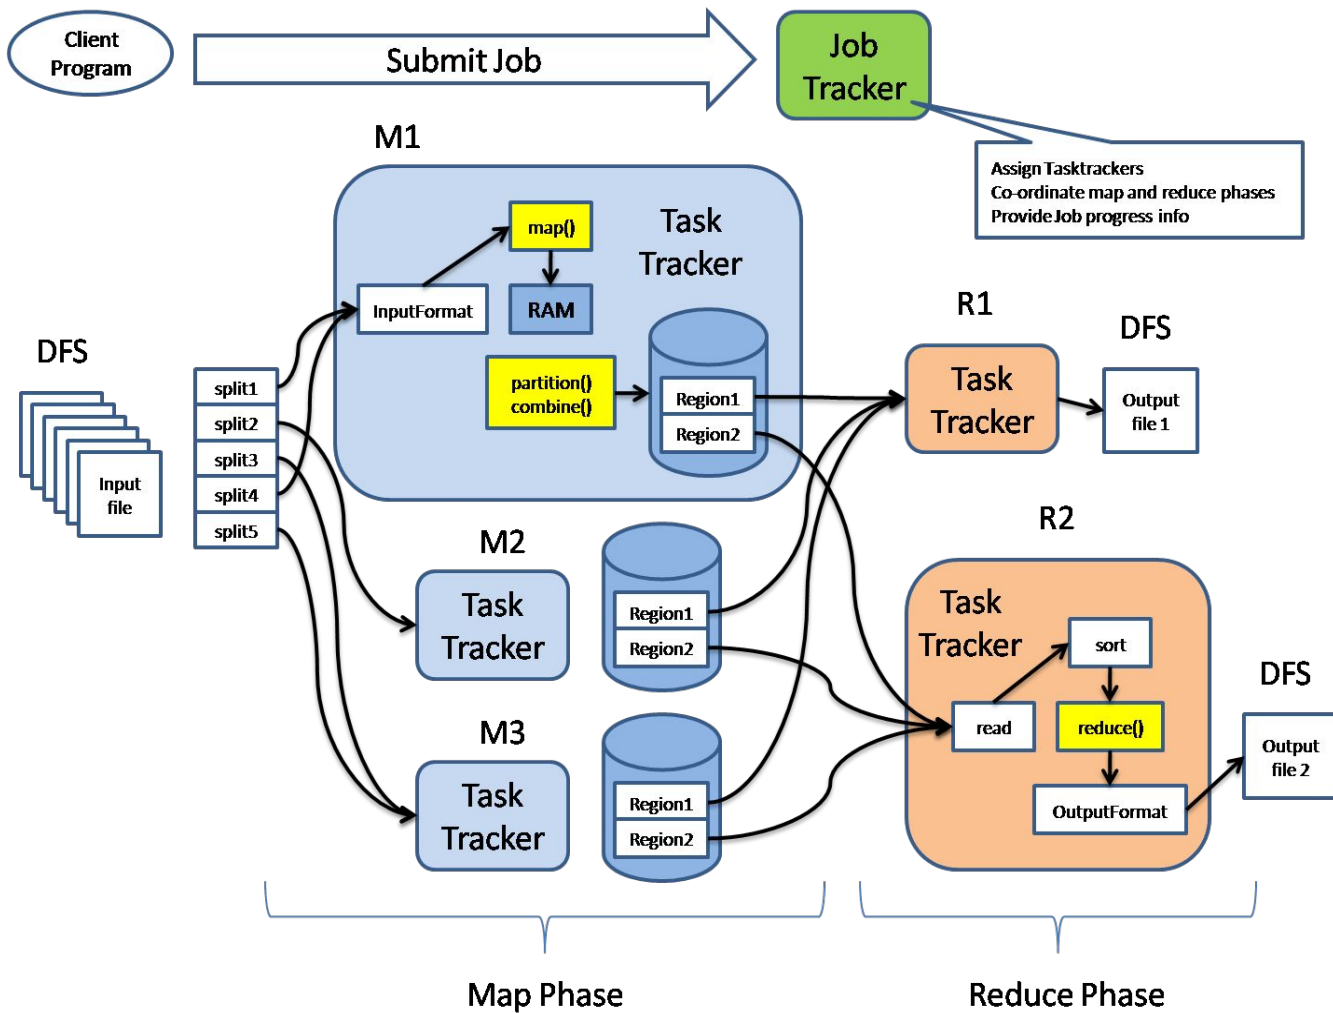 Client
Program
Submit Job
Job
Tracker
Assign Tasktrackers
Co-ordinate map and reduce phases
Provide Job progress info
M1
Task
Tracker
map()
InputFormat
RAM
partition()
combine()
Region1
Region2
DFS
Input
file
split1
split2
split3
split4
split5
M2
Task
Tracker
Region1
Region2
M3
Task
Tracker
Region1
Region2
R1
Task
Tracker
DFS
Output
file 1
R2
Task
Tracker
sort
read
reduce()
OutputFormat
DFS
Output
file 2
Map Phase
Reduce Phase